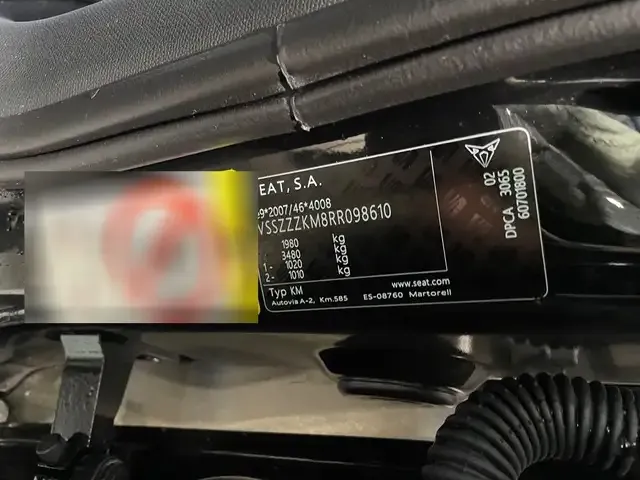 EAT, S.A.
e9*2007/46*4008
VSSZZZKM8RR098610
1980 kg
3480 kg
1- 1020 kg
2- 1010 kg
Typ KM
www.seat.com
Autovia A-2, Km.585 ES-08760 Martorell
02
DPCA 3065
60701800